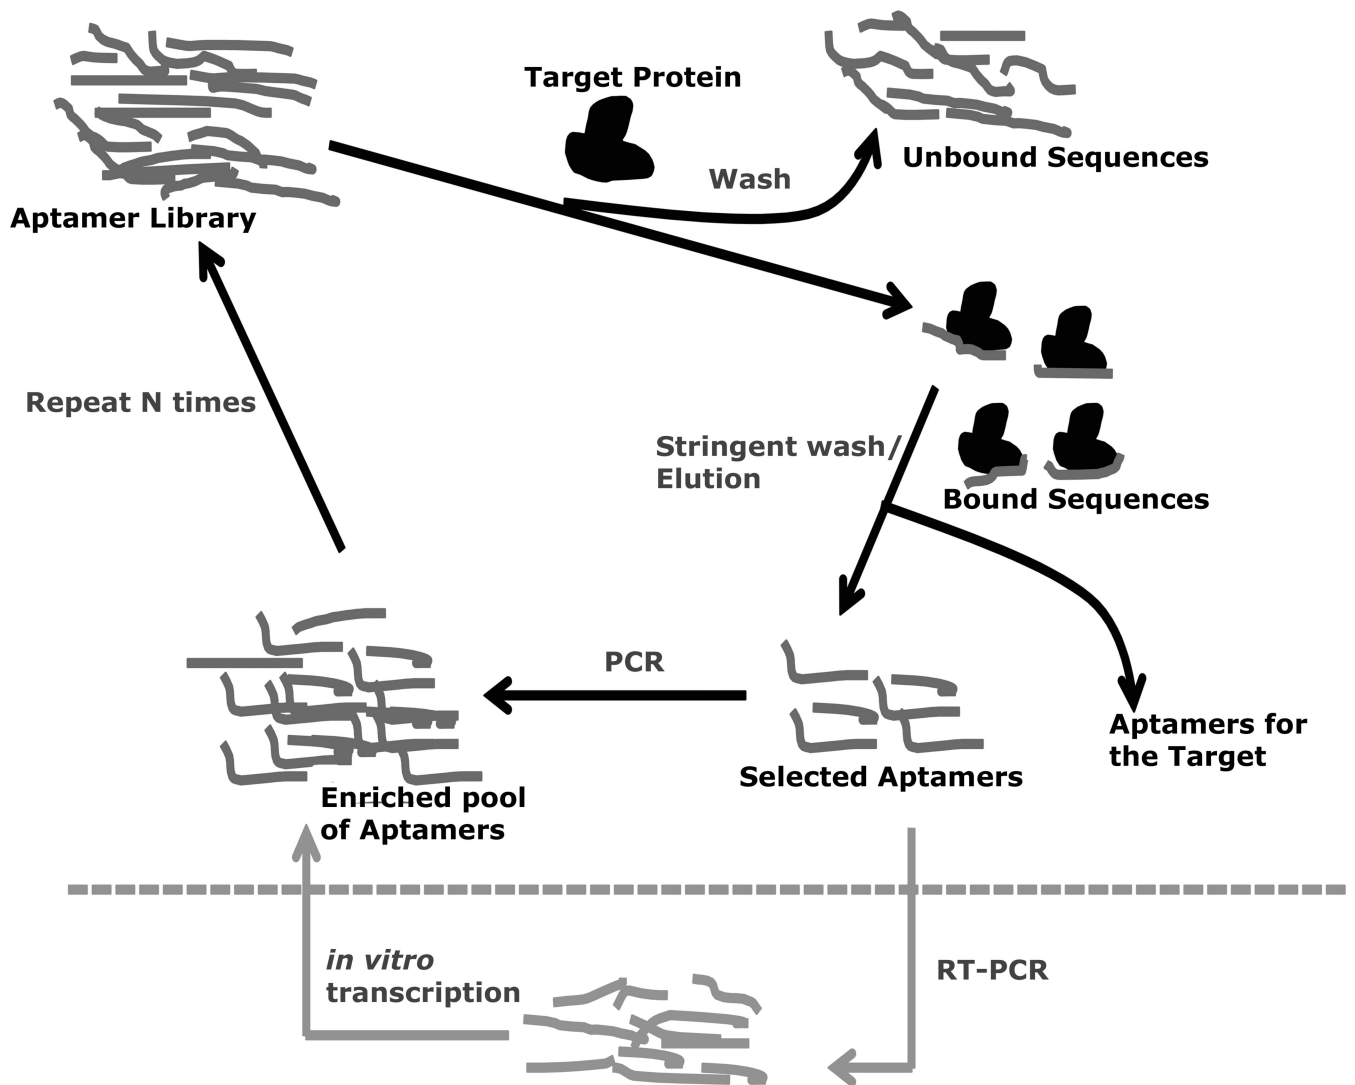 Target Protein
Unbound Sequences
Wash
Aptamer Library
Repeat N times
Stringent wash/
Elution
Bound Sequences
PCR
Aptamers for
the Target
Selected Aptamers
Enriched pool
of Aptamers
in vitro
transcription
RT-PCR